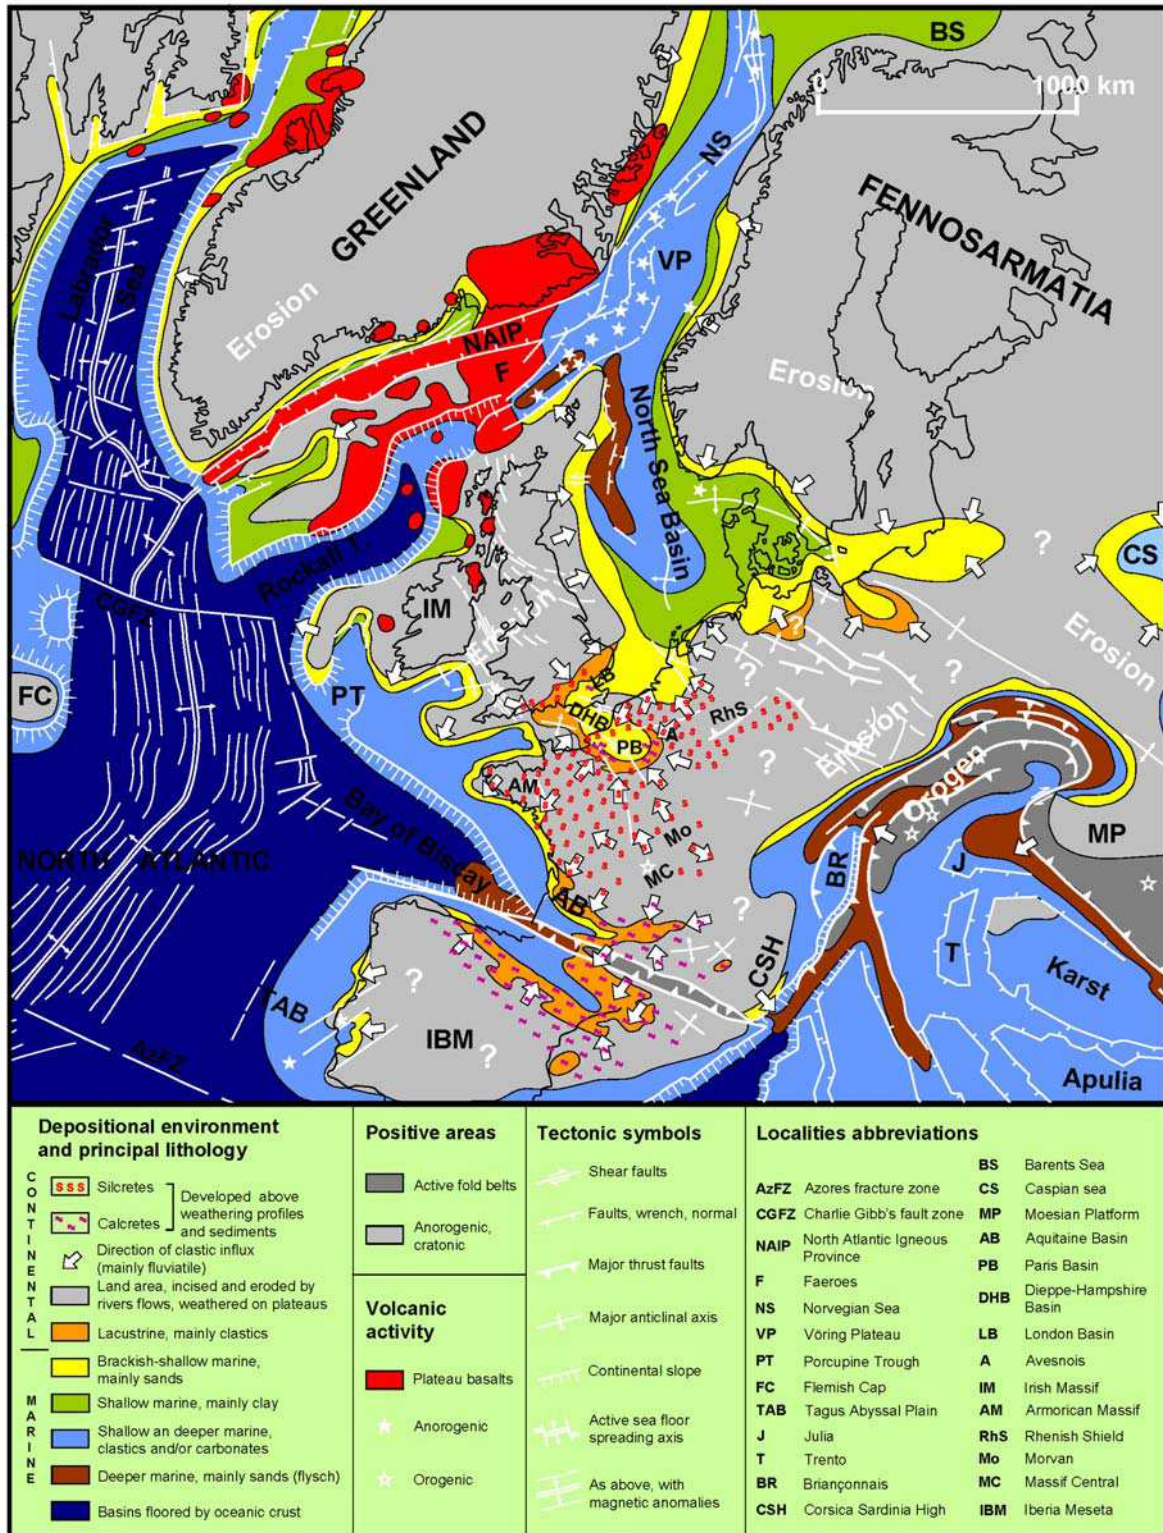 BS
0 1000 km
NS
GREENLAND
FENNOSARMATIA
VP
Labrador
Sea
Erosion
NAIP
F
Erosion
North Sea Basin
Rockall T.
CS
CGFZ
IM
Erosion
?
?
Erosion
FC
PT
LB
?
?
DHB
RhS
A
PB
Erosion
?
Orogen
AM
Bay of Biscay
Mo
MP
NORTH ATLANTIC
MC
BR
J
AB
?
CSH
T
?
Karst
TAB
IBM
?
AzFZ
Apulia
Depositional environment
and principal lithology
CONTINENTAL
MARINE
sss Silcretes
Calcretes
Developed above
weathering profiles
and sediments
Direction of clastic influx
(mainly fluviatile)
Land area, incised and eroded by
rivers flows, weathered on plateaus
Lacustrine, mainly clastics
Brackish-shallow marine,
mainly sands
Shallow marine, mainly clay
Shallow an deeper marine,
clastics and/or carbonates
Deeper marine, mainly sands (flysch)
Basins floored by oceanic crust
Positive areas
Active fold belts
Anorogenic,
cratonic
Volcanic
activity
Plateau basalts
Anorogenic
Orogenic
Tectonic symbols
Shear faults
Faults, wrench, normal
Major thrust faults
Major anticlinal axis
Continental slope
Active sea floor
spreading axis
As above, with
magnetic anomalies
Localities abbreviations
AzFZ Azores fracture zone
CGFZ Charlie Gibb's fault zone
NAIP North Atlantic Igneous
Province
F Faeroes
NS Norvegian Sea
VP Vöring Plateau
PT Porcupine Trough
FC Flemish Cap
TAB Tagus Abyssal Plain
J Julia
T Trento
BR Briançonnais
CSH Corsica Sardinia High
BS Barents Sea
CS Caspian sea
MP Moesian Platform
AB Aquitaine Basin
PB Paris Basin
DHB Dieppe-Hampshire
Basin
LB London Basin
A Avesnois
IM Irish Massif
AM Armorican Massif
RhS Rhenish Shield
Mo Morvan
MC Massif Central
IBM Iberia Meseta